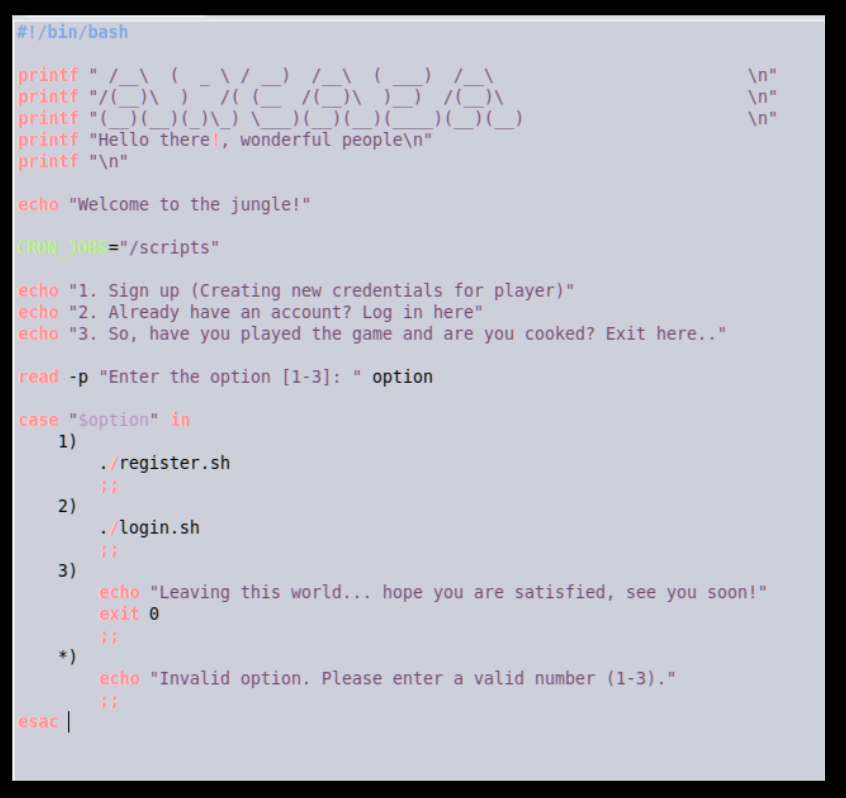 #!/bin/bash

printf " /__\  (  _ \ / __)  /__\  ( ___)  /__\                         \n"
printf "/(__)\  )   /( (__  /(__)\  )__)  /(__)\                        \n"
printf "(__)(__)(_)\_) \___)(__)(__)(____)(__)(__)                      \n"
printf "Hello there!, wonderful people\n"
printf "\n"

echo "Welcome to the jungle!"

CRON_JOBS="/scripts"

echo "1. Sign up (Creating new credentials for player)"
echo "2. Already have an account? Log in here"
echo "3. So, have you played the game and are you cooked? Exit here.."

read -p "Enter the option [1-3]: " option

case "$option" in
    1)
        ./register.sh
        ;;
    2)
        ./login.sh
        ;;
    3)
        echo "Leaving this world... hope you are satisfied, see you soon!"
        exit 0
        ;;
    *)
        echo "Invalid option. Please enter a valid number (1-3)."
        ;;
esac